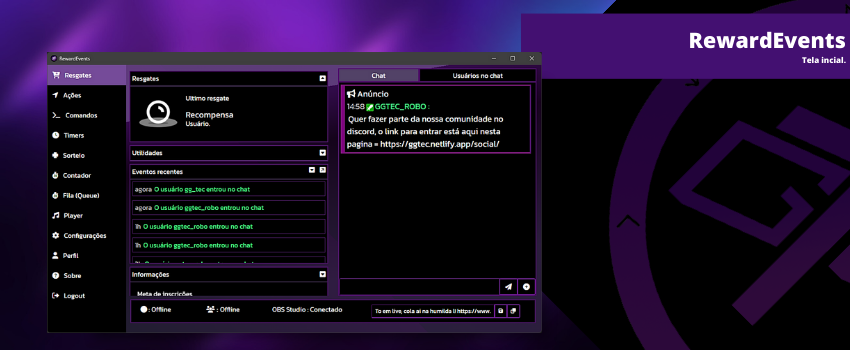 RewardEvents
Tela incial.
RewardEvents
Resgates
Ações
Comandos
Timers
Sorteio
Contador
Fila (Queue)
Player
Configurações
Perfil
Sobre
Logout
Resgates
Ultimo resgate
Recompensa
Usuário.
Utilidades
Eventos recentes
agora O usuário gg_tec entrou no chat
agora O usuário ggtec_robo entrou no chat
1h O usuário ggtec_robo entrou no chat
1h O usuário ggtec_robo entrou no chat
Informações
Meta de inscrições
Chat
Usuários no chat
Anúncio
14:58 GGTEC_ROBO :
Quer fazer parte da nossa comunidade no
discord, o link para entrar está aqui nesta
pagina = https://ggtec.netlify.app/social/
: Offline
: Offline
OBS Studio : Conectado
To em live, cola ai na humilda II https://www.